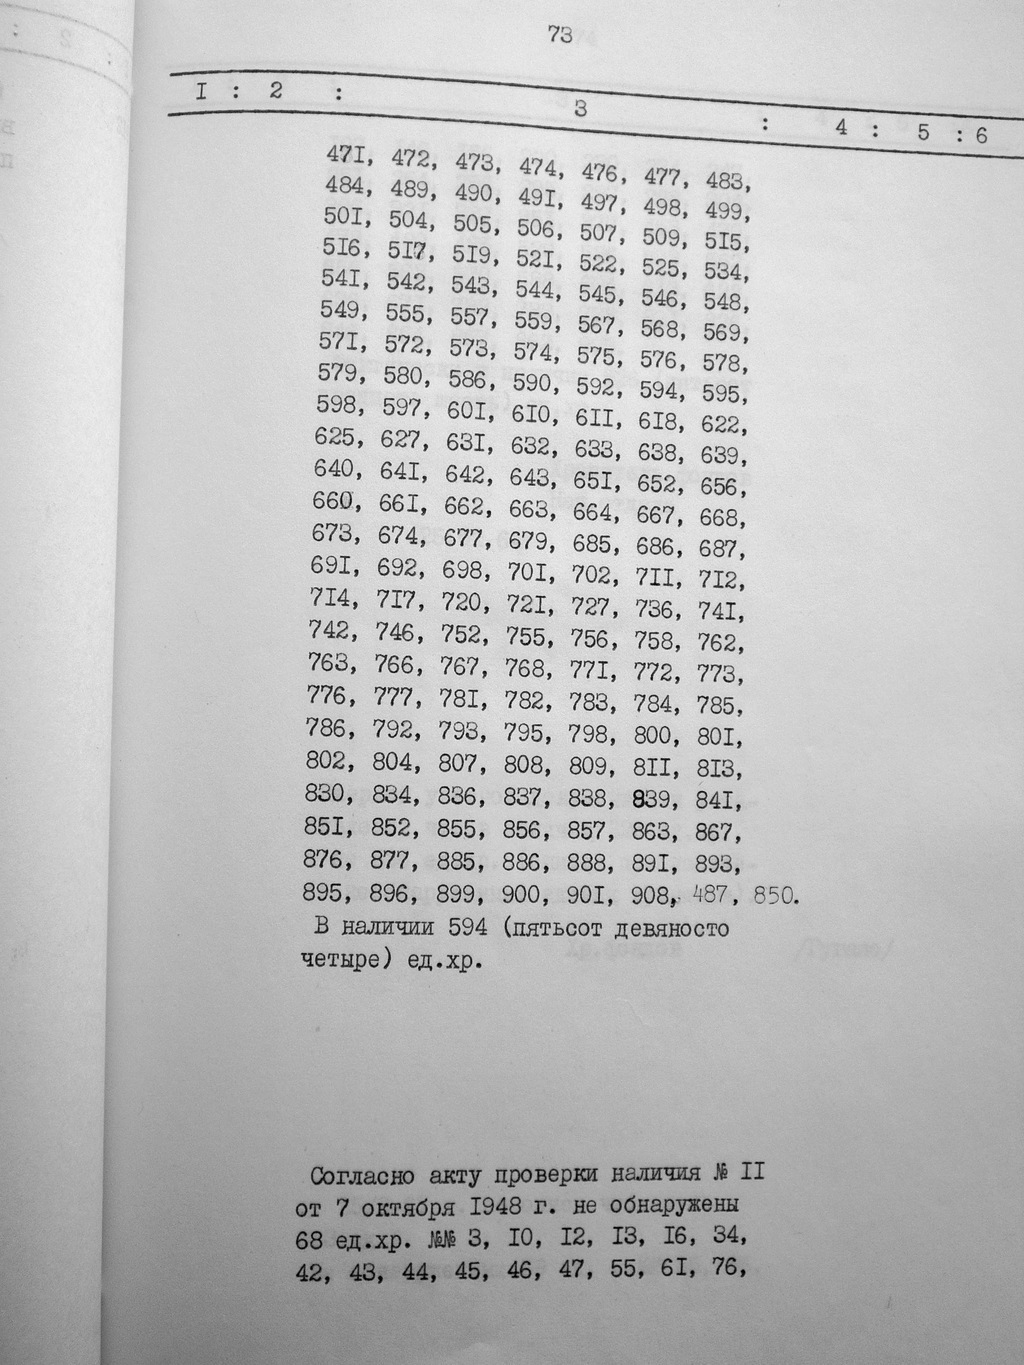 73
I : 2 : 3 : 4 : 5 : 6
47I, 472, 473, 474, 476, 477, 483,
484, 489, 490, 49I, 497, 498, 499,
50I, 504, 505, 506, 507, 509, 5I5,
5I6, 5I7, 5I9, 52I, 522, 525, 534,
54I, 542, 543, 544, 545, 546, 548,
549, 555, 557, 559, 567, 568, 569,
57I, 572, 573, 574, 575, 576, 578,
579, 580, 586, 590, 592, 594, 595,
598, 597, 60I, 6I0, 6II, 6I8, 622,
625, 627, 63I, 632, 633, 638, 639,
640, 64I, 642, 643, 65I, 652, 656,
660, 66I, 662, 663, 664, 667, 668,
673, 674, 677, 679, 685, 686, 687,
69I, 692, 698, 70I, 702, 7II, 7I2,
7I4, 7I7, 720, 72I, 727, 736, 74I,
742, 746, 752, 755, 756, 758, 762,
763, 766, 767, 768, 77I, 772, 773,
776, 777, 78I, 782, 783, 784, 785,
786, 792, 793, 795, 798, 800, 80I,
802, 804, 807, 808, 809, 8II, 8I3,
830, 834, 836, 837, 838, 839, 84I,
85I, 852, 855, 856, 857, 863, 867,
876, 877, 885, 886, 888, 89I, 893,
895, 896, 899, 900, 90I, 908, 487, 850.
В наличии 594 (пятьсот девяносто
четыре) ед.хр.
Согласно акту проверки наличия № II
от 7 октября I948 г. не обнаружены
68 ед.хр. №№ 3, I0, I2, I3, I6, 34,
42, 43, 44, 45, 46, 47, 55, 6I, 76,